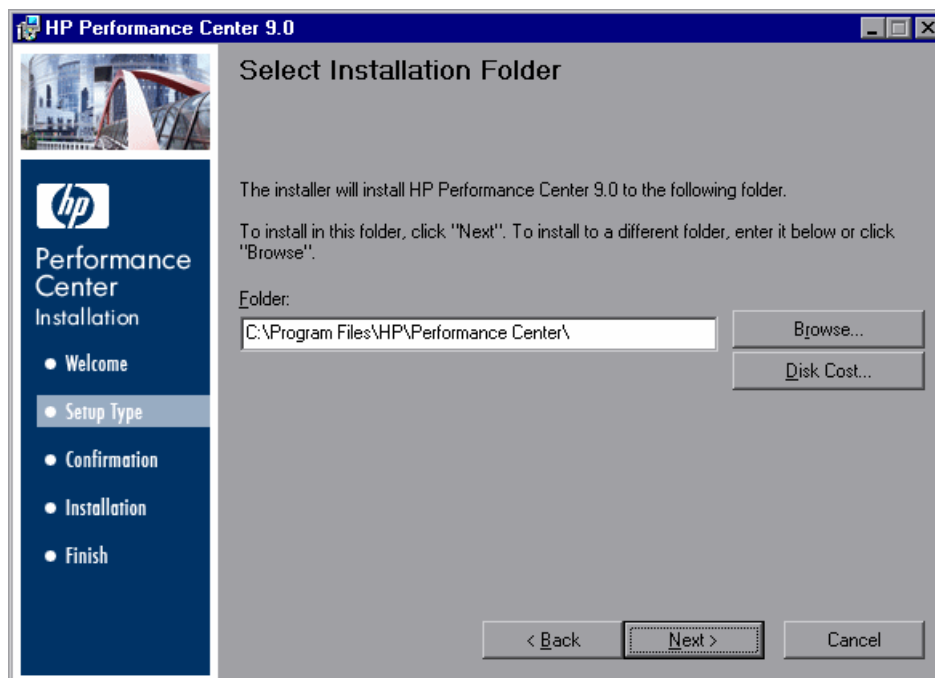 HP Performance Center 9.0
Select Installation Folder
hp
Performance
Center
Installation
Welcome
Setup Type
Confirmation
Installation
Finish
The installer will install HP Performance Center 9.0 to the following folder.
To install in this folder, click "Next". To install to a different folder, enter it below or click
"Browse".
Folder:
C:\Program Files\HP\Performance Center\
Browse...
Disk Cost...
< Back
Next >
Cancel